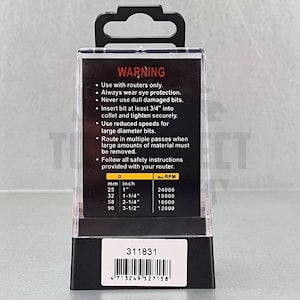 WARNING
• Use with routers only.
• Always wear eye protection.
• Never use dull damaged bits.
• Insert bit at least 3/4" into
collet and tighten securely.
• Use reduced speeds for
large diameter bits.
• Route in multiple passes when
large amounts of material must
be removed.
• Follow all safety instructions
provided with your router.
D RPM
mm inch
25 1" 24000
32 1-1/4" 18000
58 2-1/4" 16000
90 3-1/2" 12000
311831
4713249527158